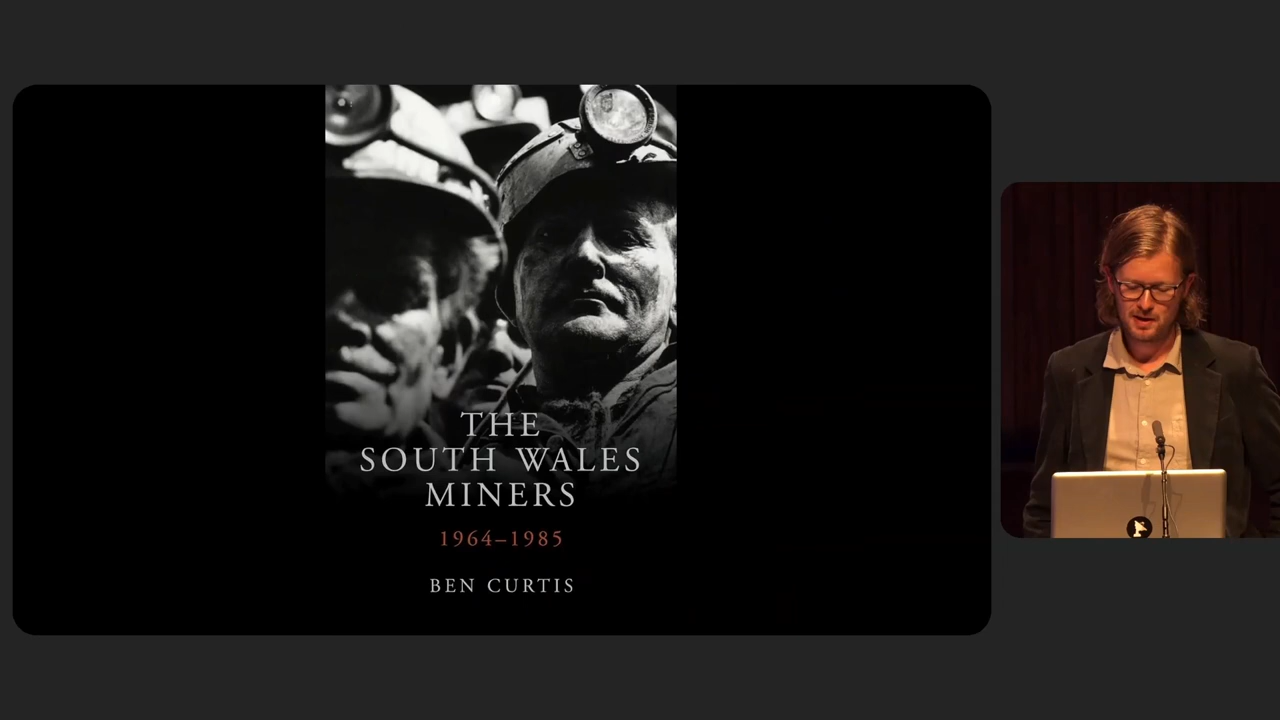 THE
SOUTH WALES
MINERS
1964–1985
BEN CURTIS